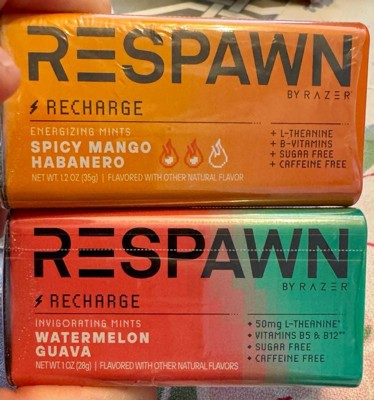 RESPAWN
BY RAZER
RECHARGE
ENERGIZING MINTS
SPICY MANGO
HABANERO
NET WT. 1.2 OZ (35g) | FLAVORED WITH OTHER NATURAL FLAVOR
+ L-THEANINE
+ B-VITAMINS
+ SUGAR FREE
+ CAFFEINE FREE
RESPAWN
BY RAZER
RECHARGE
INVIGORATING MINTS
WATERMELON
GUAVA
NET WT. 1 OZ (28g) | FLAVORED WITH OTHER NATURAL FLAVORS
• 50mg L-THEANINE*
• VITAMINS B5 & B12**
• SUGAR FREE
• CAFFEINE FREE